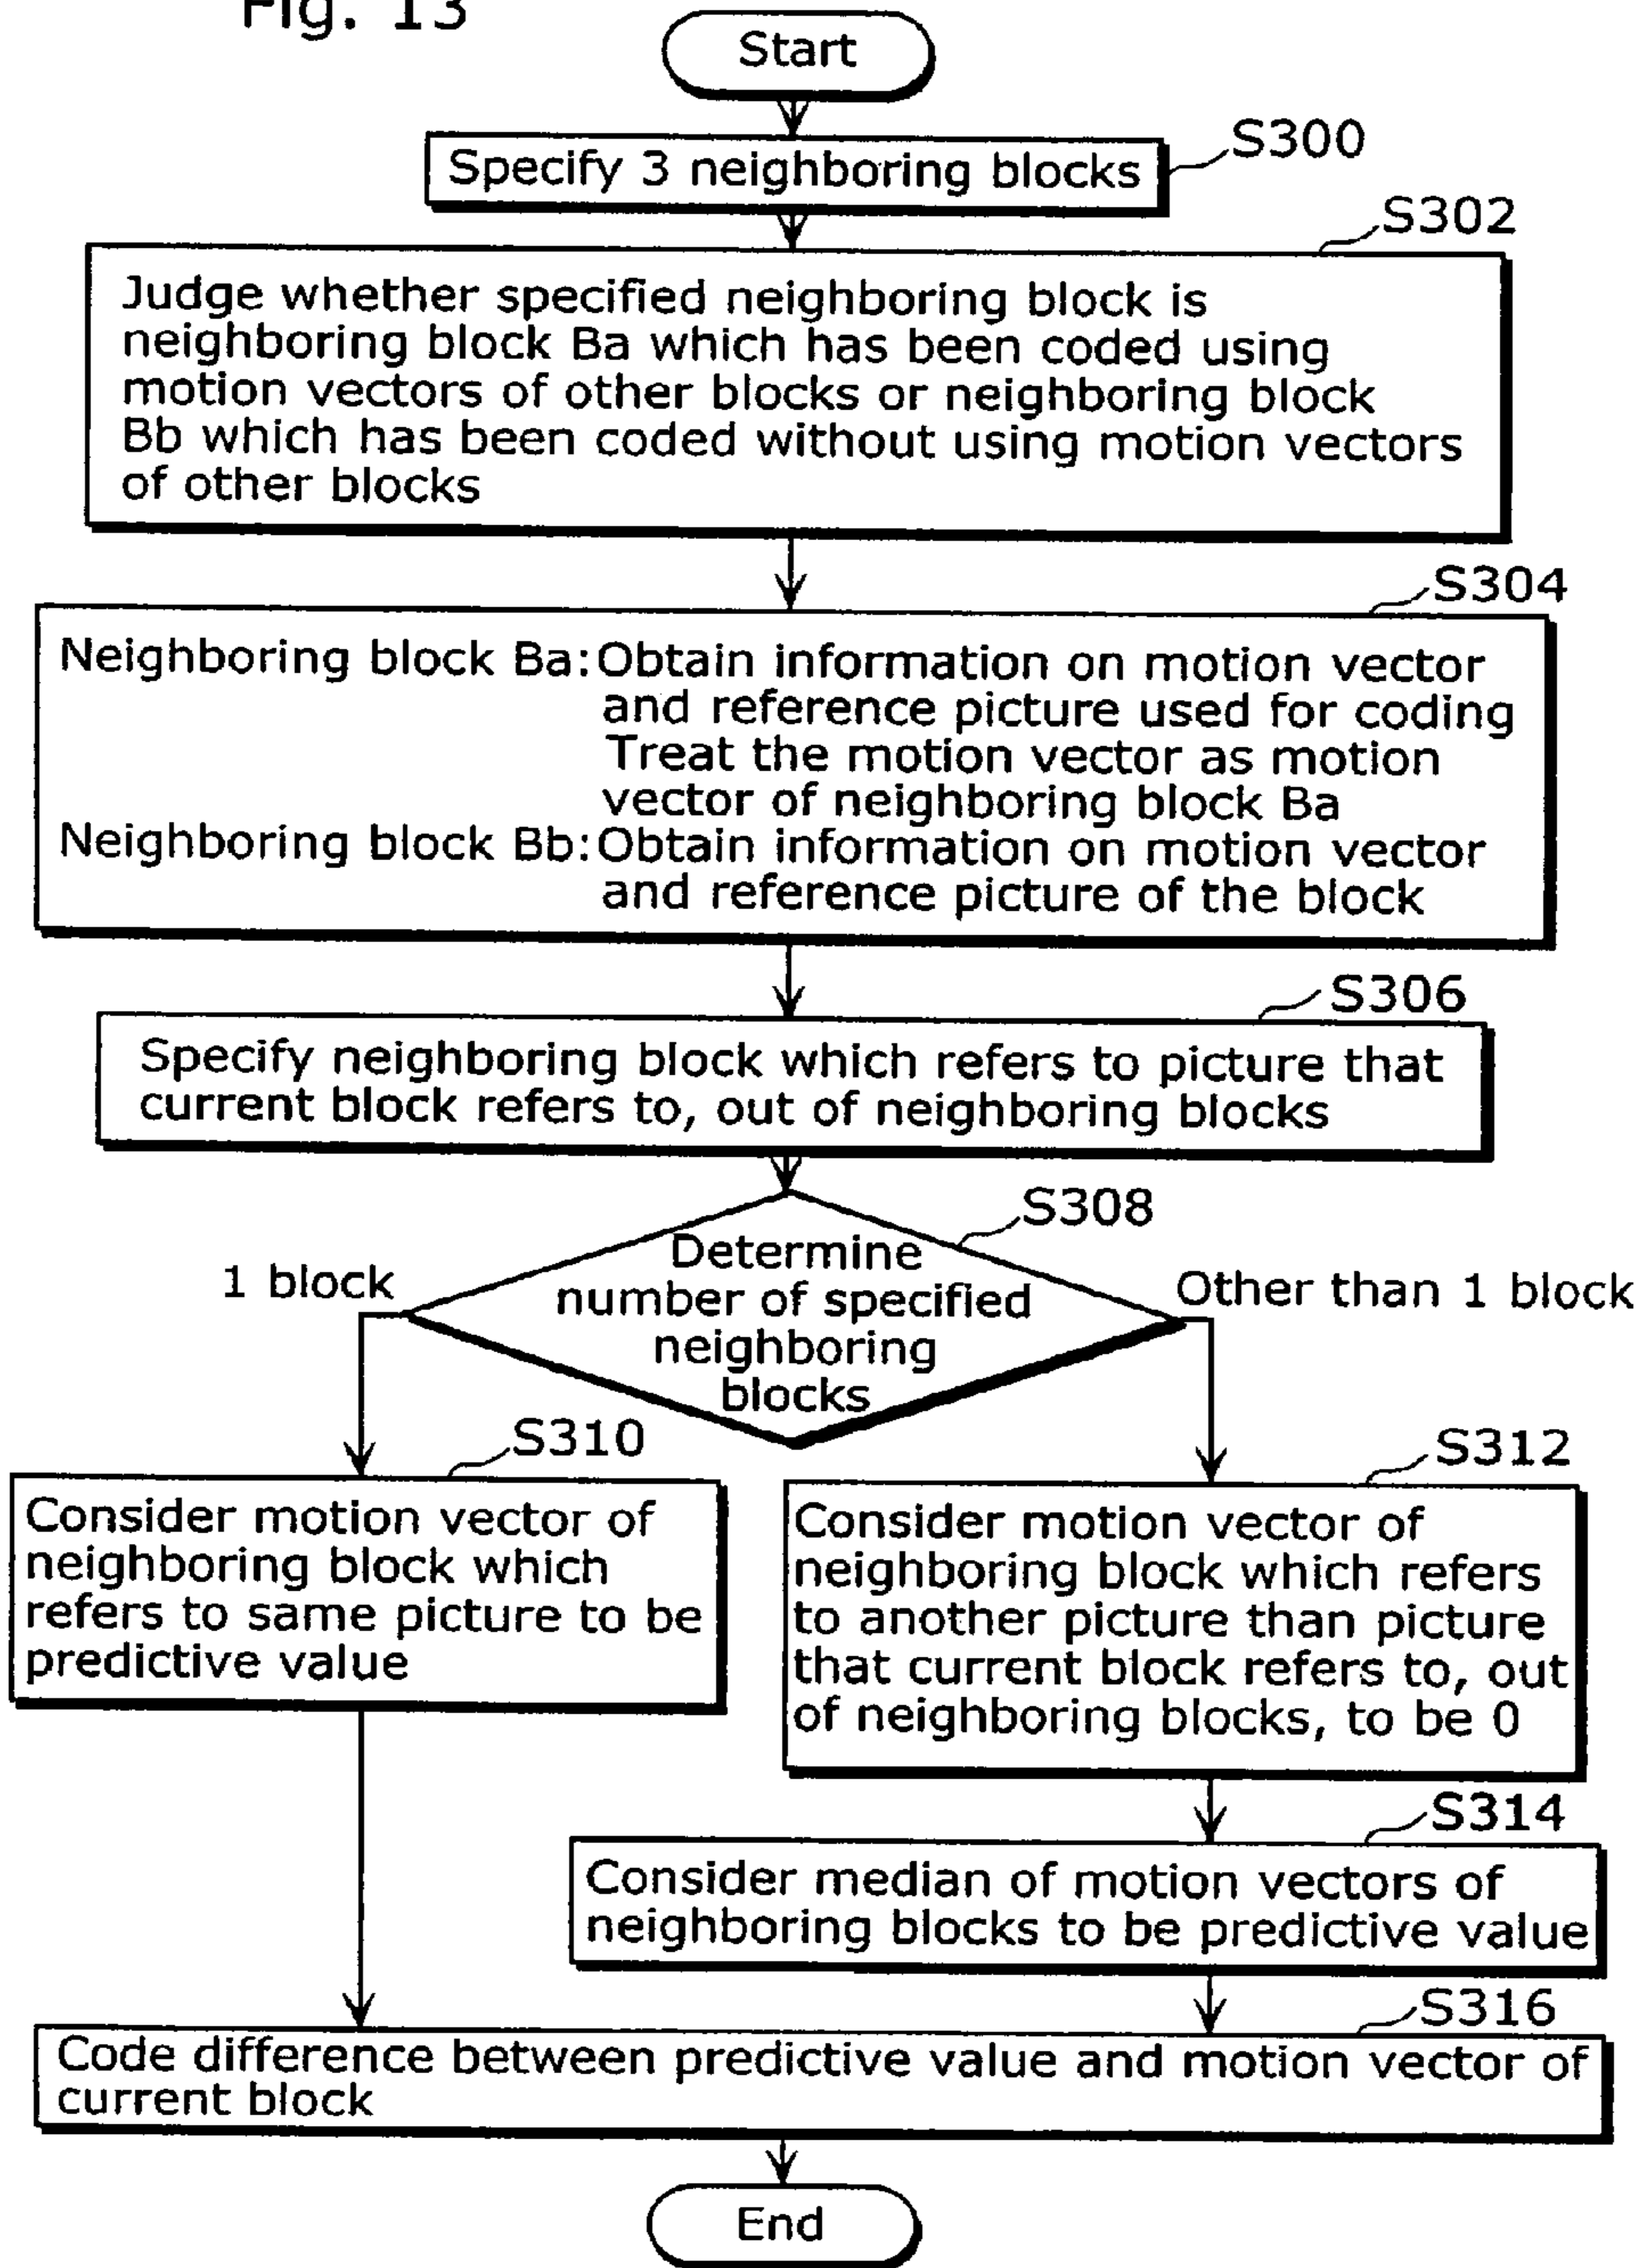 Fig. 13
Start
S300
Specify 3 neighboring blocks
S302
Judge whether specified neighboring block is
neighboring block Ba which has been coded using
motion vectors of other blocks or neighboring block
Bb which has been coded without using motion vectors
of other blocks
S304
Neighboring block Ba: Obtain information on motion vector
and reference picture used for coding
Treat the motion vector as motion
vector of neighboring block Ba
Neighboring block Bb: Obtain information on motion vector
and reference picture of the block
S306
Specify neighboring block which refers to picture that
current block refers to, out of neighboring blocks
S308
Determine
number of specified
neighboring
blocks
1 block
Other than 1 block
S310
Consider motion vector of
neighboring block which
refers to same picture to be
predictive value
S312
Consider motion vector of
neighboring block which refers
to another picture than picture
that current block refers to, out
of neighboring blocks, to be 0
S314
Consider median of motion vectors of
neighboring blocks to be predictive value
S316
Code difference between predictive value and motion vector of
current block
End